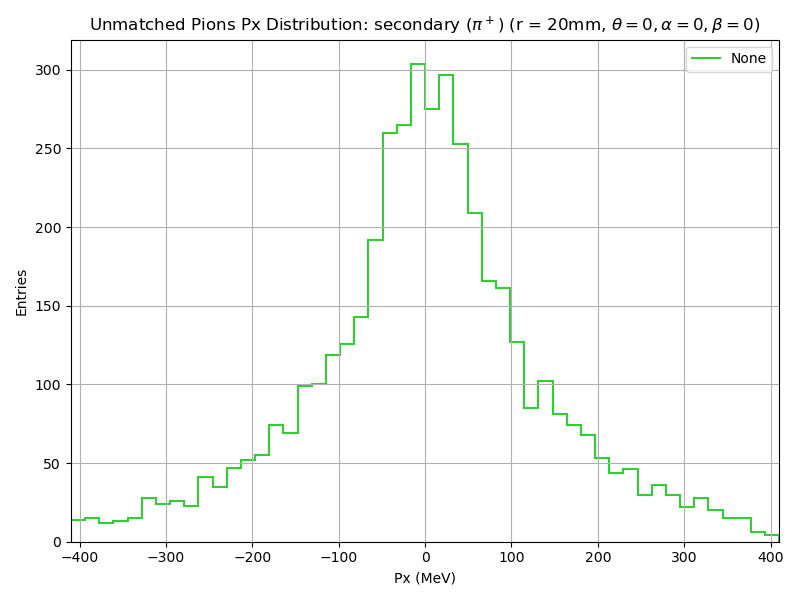 Unmatched Pions Px Distribution: secondary (π⁺) (r = 20mm, θ = 0, α = 0, β = 0)
None
300
250
200
150
100
50
0
Entries
−400 −300 −200 −100 0 100 200 300 400
Px (MeV)